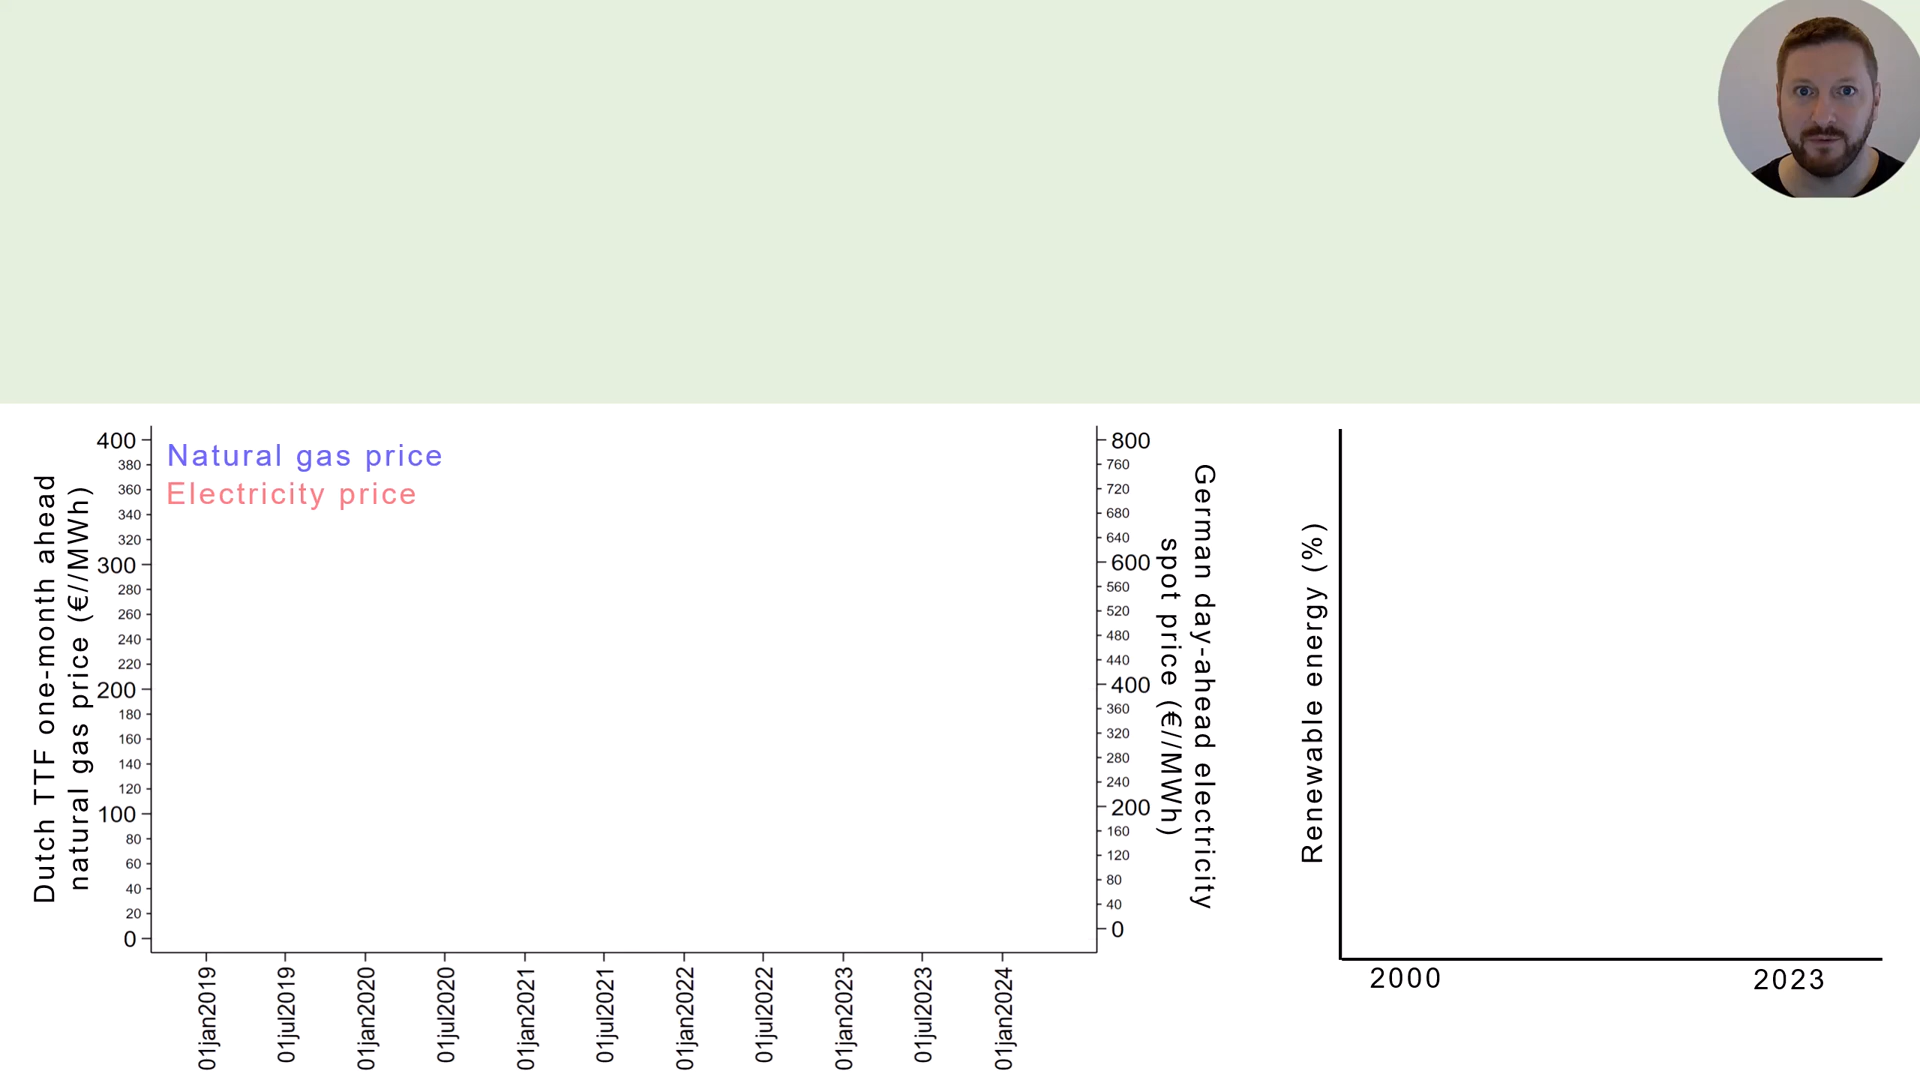 Natural gas price
Electricity price
Dutch TTF one-month ahead
natural gas price (€//MWh)
400
380
360
340
320
300
280
260
240
220
200
180
160
140
120
100
80
60
40
20
0
800
760
720
680
640
600
560
520
480
440
400
360
320
280
240
200
160
120
80
40
0
German day-ahead electricity
spot price (€//MWh)
01jan2019
01jul2019
01jan2020
01jul2020
01jan2021
01jul2021
01jan2022
01jul2022
01jan2023
01jul2023
01jan2024
Renewable energy (%)
2000
2023